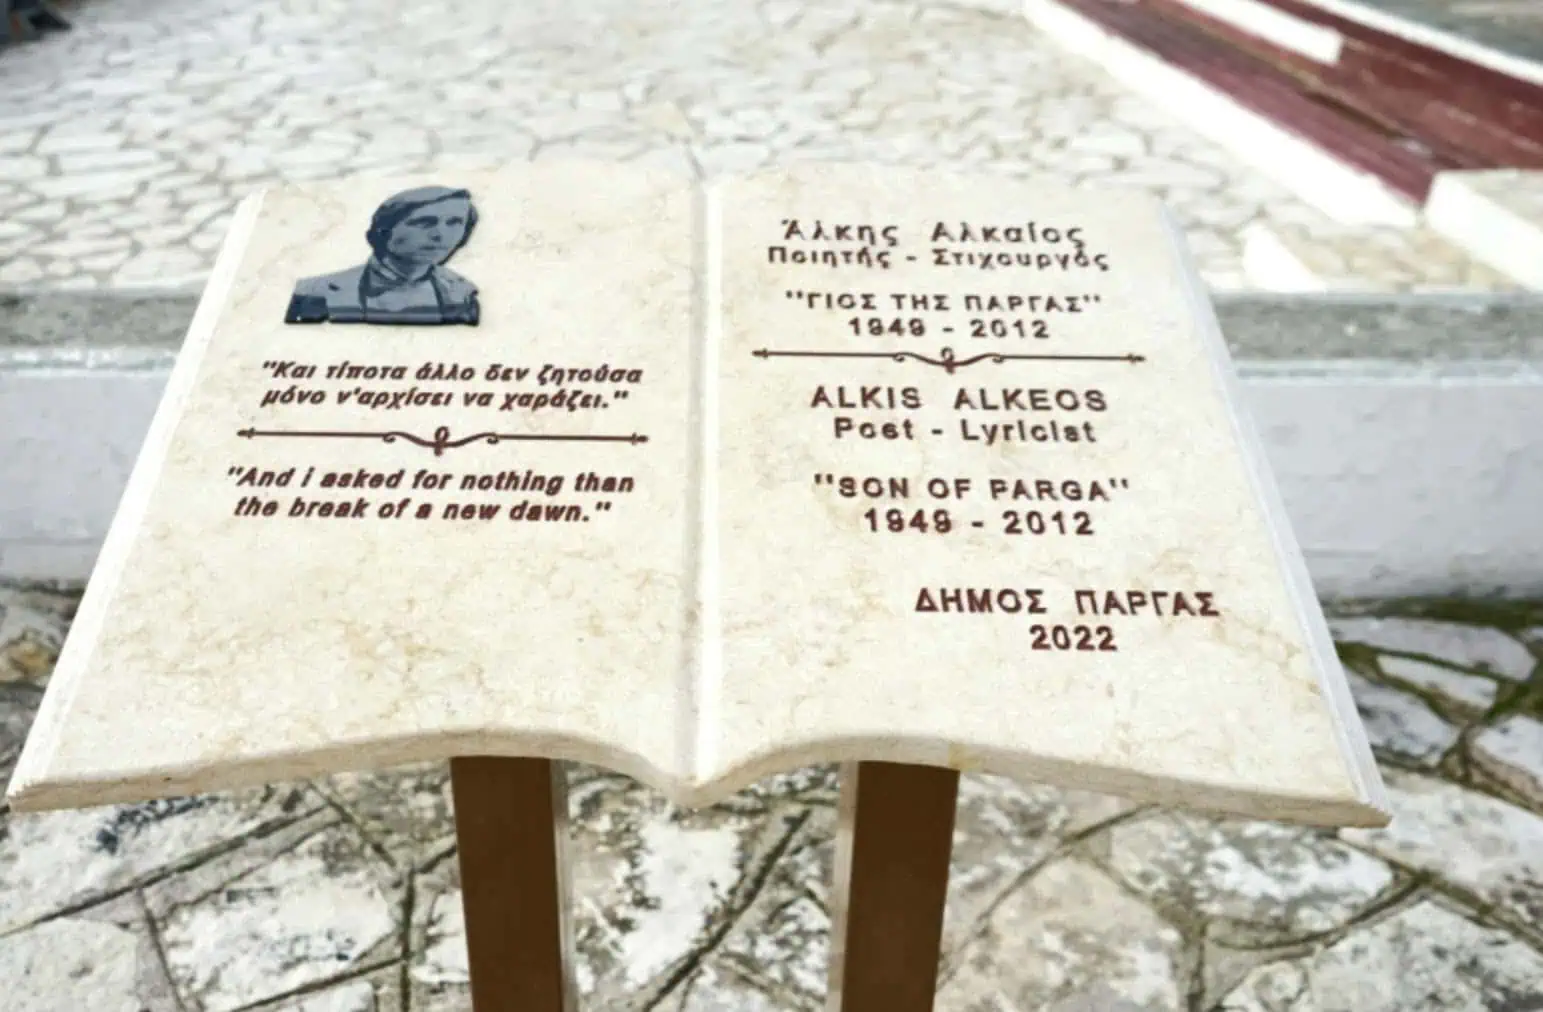 "Και τίποτα άλλο δεν ζητούσα
μόνο ν'αρχίσει να χαράζει."
"And i asked for nothing than
the break of a new dawn."
Άλκης Αλκαίος
Ποιητής - Στιχουργός
"ΓΙΟΣ ΤΗΣ ΠΑΡΓΑΣ"
1949 - 2012
ALKIS ALKEOS
Poet - Lyricist
"SON OF PARGA"
1949 - 2012
ΔΗΜΟΣ ΠΑΡΓΑΣ
2022